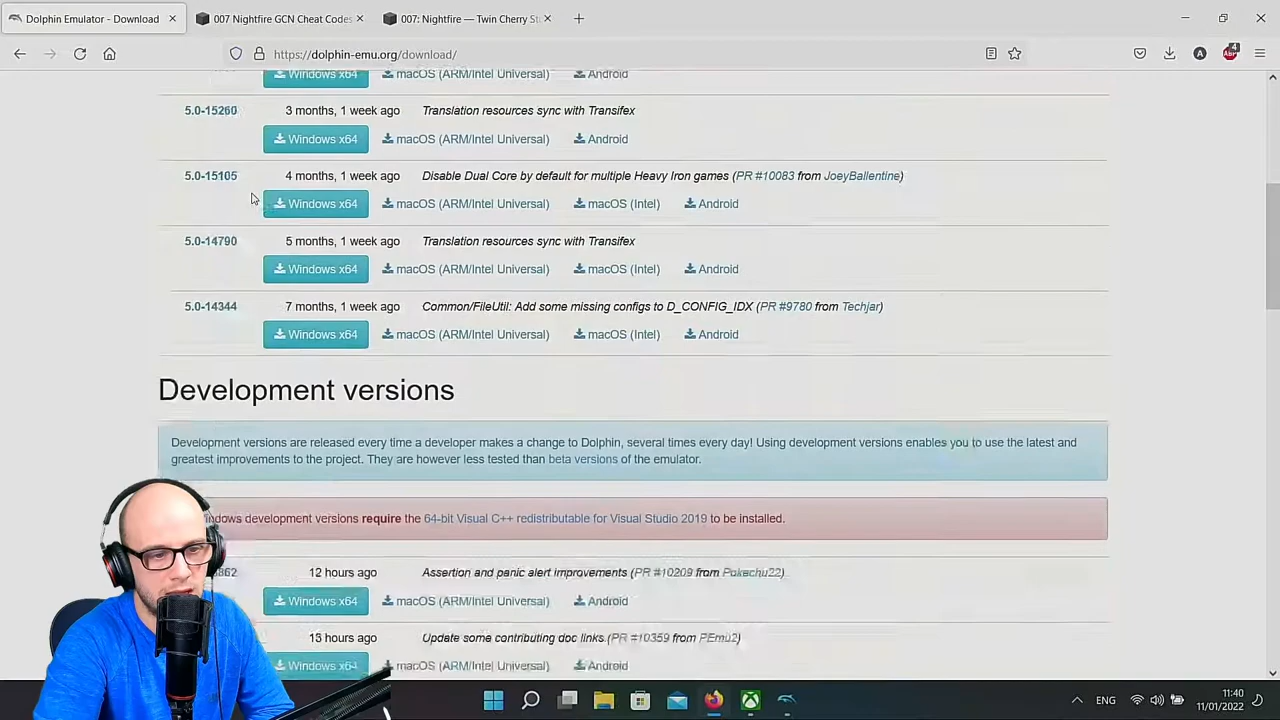 Dolphin Emulator - Download
007 Nightfire GCN Cheat Codes
007: Nightfire — Twin Cherry St
https://dolphin-emu.org/download/
Windows x64 macOS (ARM/Intel Universal) Android
5.0-15260 3 months, 1 week ago Translation resources sync with Transifex
Windows x64 macOS (ARM/Intel Universal) Android
5.0-15105 4 months, 1 week ago Disable Dual Core by default for multiple Heavy Iron games (PR #10083 from JoeyBallentine)
Windows x64 macOS (ARM/Intel Universal) macOS (Intel) Android
5.0-14790 5 months, 1 week ago Translation resources sync with Transifex
Windows x64 macOS (ARM/Intel Universal) macOS (Intel) Android
5.0-14344 7 months, 1 week ago Common/FileUtil: Add some missing configs to D_CONFIG_IDX (PR #9780 from Techjar)
Windows x64 macOS (ARM/Intel Universal) macOS (Intel) Android
Development versions
Development versions are released every time a developer makes a change to Dolphin, several times every day! Using development versions enables you to use the latest and
greatest improvements to the project. They are however less tested than beta versions of the emulator.
indows development versions require the 64-bit Visual C++ redistributable for Visual Studio 2019 to be installed.
862 12 hours ago Assertion and panic alert improvements (PR #10209 from Pokechu22)
Windows x64 macOS (ARM/Intel Universal) Android
13 hours ago Update some contributing doc links (PR #10359 from PEmu2)
Windows x64 macOS (ARM/Intel Universal) Android
ENG
11:40
11/01/2022